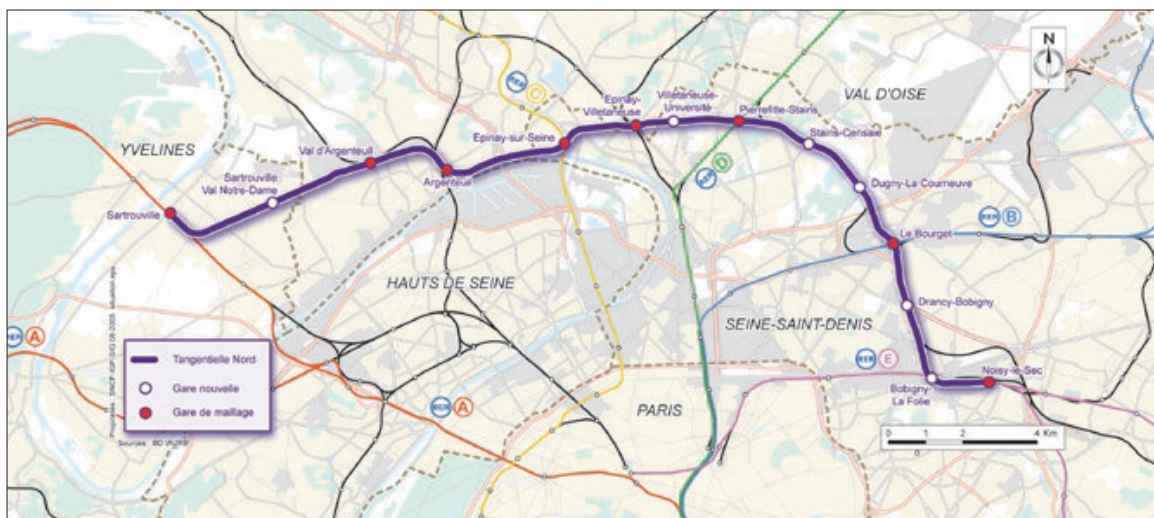 N
VAL D'OISE
YVELINES
HAUTS DE SEINE
SEINE-SAINT-DENIS
PARIS
Sartrouville
Sartrouville
Val Notre-Dame
Val d'Argenteuil
Argenteuil
Epinay-sur-Seine
Epinay-
Villetaneuse
Villetaneuse-
Université
Pierrefitte-Stains
Stains-Cerisaie
Dugny-La Courneuve
Le Bourget
Drancy-Bobigny
Bobigny-
La Folie
Noisy-le-Sec
RER C
RER D
RER B
RER E
RER A
RER A
Tangentielle Nord
Gare nouvelle
Gare de maillage
0 1 2 4 Km